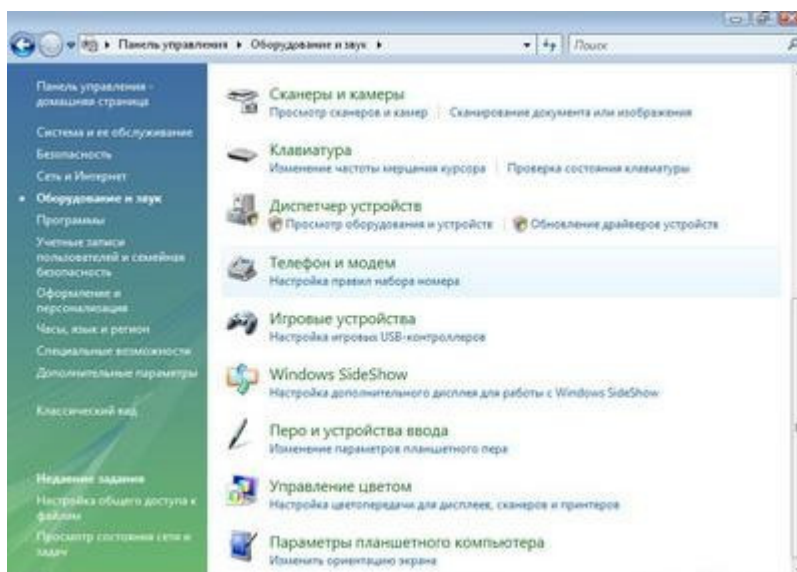 Панель управления ▸ Оборудование и звук ▸
Поиск
Панель управления -
домашняя страница
Система и ее обслуживание
Безопасность
Сеть и Интернет
Оборудование и звук
Программы
Учетные записи
пользователей и семейная
безопасность
Оформление и
персонализация
Часы, язык и регион
Специальные возможности
Дополнительные параметры
Классический вид
Недавние задания
Настройка общего доступа к
файлам
Просмотр состояния сети и
задач
Сканеры и камеры
Просмотр сканеров и камер | Сканирование документа или изображения
Клавиатура
Изменение частоты мерцания курсора | Проверка состояния клавиатуры
Диспетчер устройств
Просмотр оборудования и устройств | Обновление драйверов устройств
Телефон и модем
Настройка правил набора номера
Игровые устройства
Настройка игровых USB-контроллеров
Windows SideShow
Настройка дополнительного дисплея для работы с Windows SideShow
Перо и устройства ввода
Изменение параметров планшетного пера
Управление цветом
Настройка цветопередачи для дисплеев, сканеров и принтеров
Параметры планшетного компьютера
Изменить ориентацию экрана